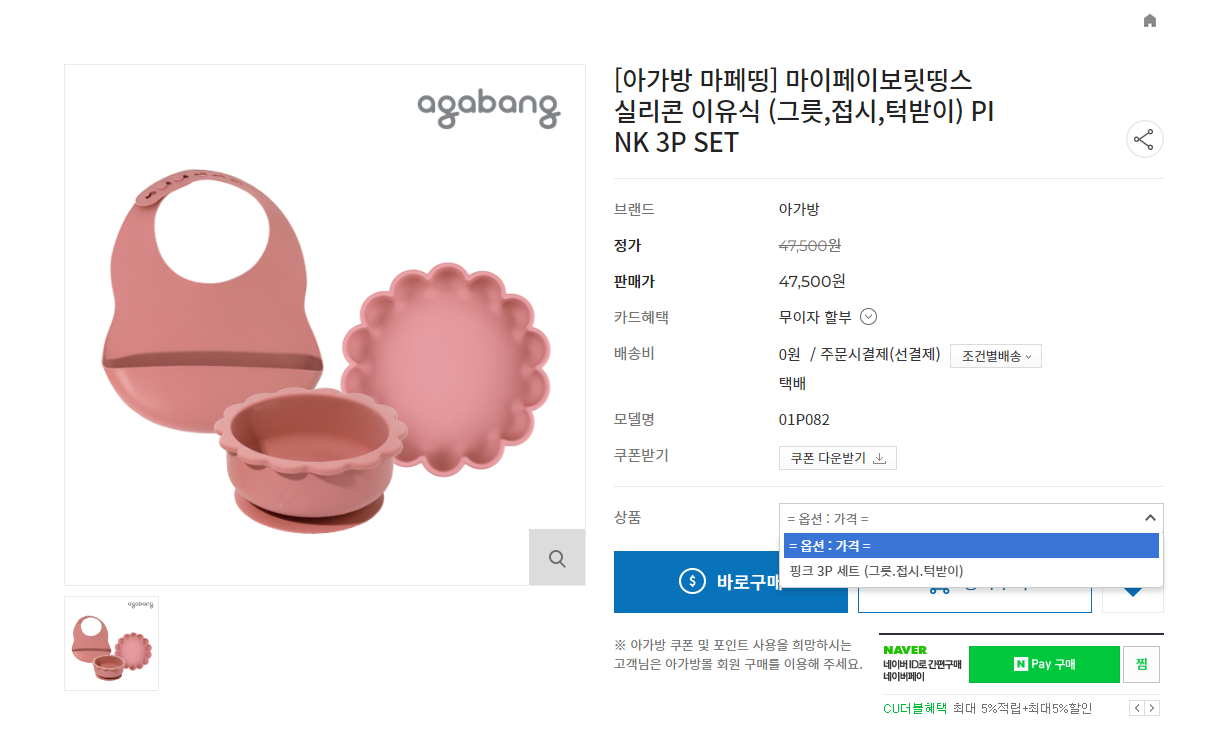 agabang
[아가방 마페띵] 마이페이보릿띵스
실리콘 이유식 (그릇,접시,턱받이) PI
NK 3P SET
브랜드 아가방
정가 47,500원
판매가 47,500원
카드혜택 무이자 할부
배송비 0원 / 주문시결제(선결제) 조건별배송
택배
모델명 01P082
쿠폰받기 쿠폰 다운받기
상품 = 옵션 : 가격 =
= 옵션 : 가격 =
핑크 3P 세트 (그릇.접시.턱받이)
바로구매
agabang
※ 아가방 쿠폰 및 포인트 사용을 희망하시는
고객님은 아가방몰 회원 구매를 이용해 주세요.
NAVER
네이버 ID로 간편구매
네이버페이
N Pay 구매
찜
CU더블혜택 최대 5%적립+최대5%할인